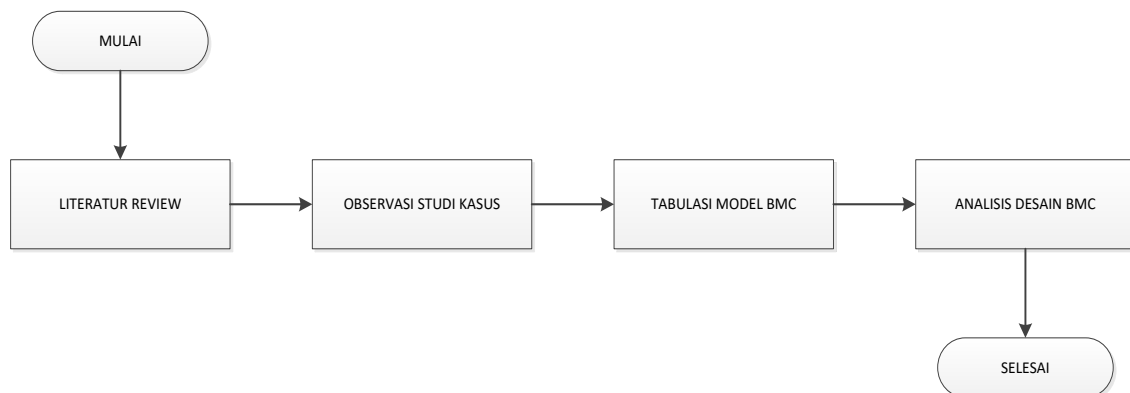 MULAI
LITERATUR REVIEW
OBSERVASI STUDI KASUS
TABULASI MODEL BMC
ANALISIS DESAIN BMC
SELESAI